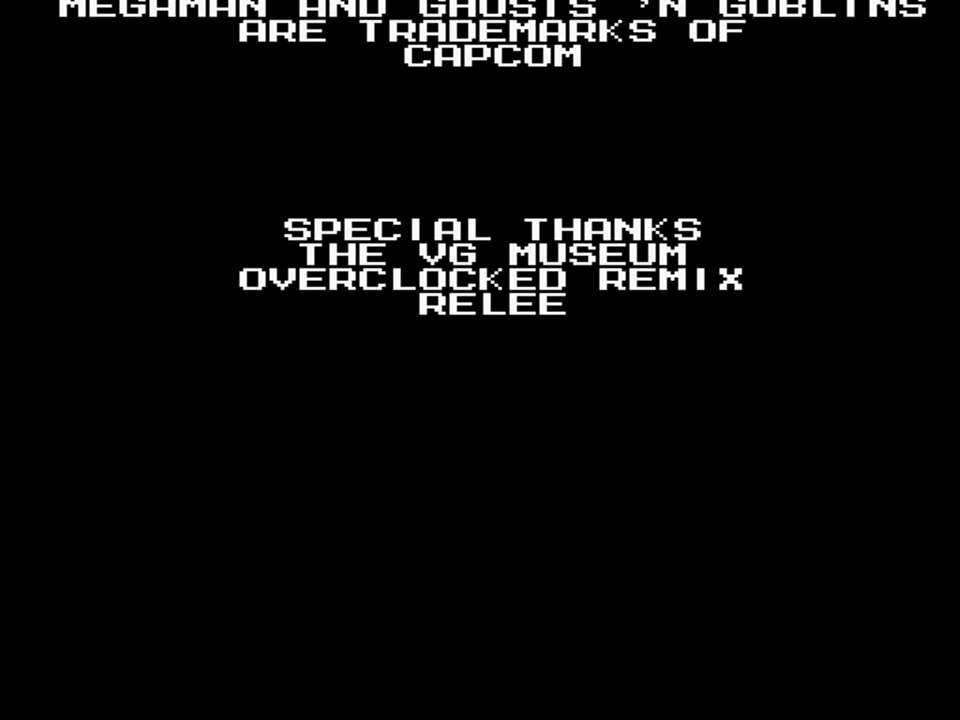 MEGAMAN AND GHOSTS 'N GOBLINS
ARE TRADEMARKS OF
CAPCOM
SPECIAL THANKS
THE VG MUSEUM
OVERCLOCKED REMIX
RELEE